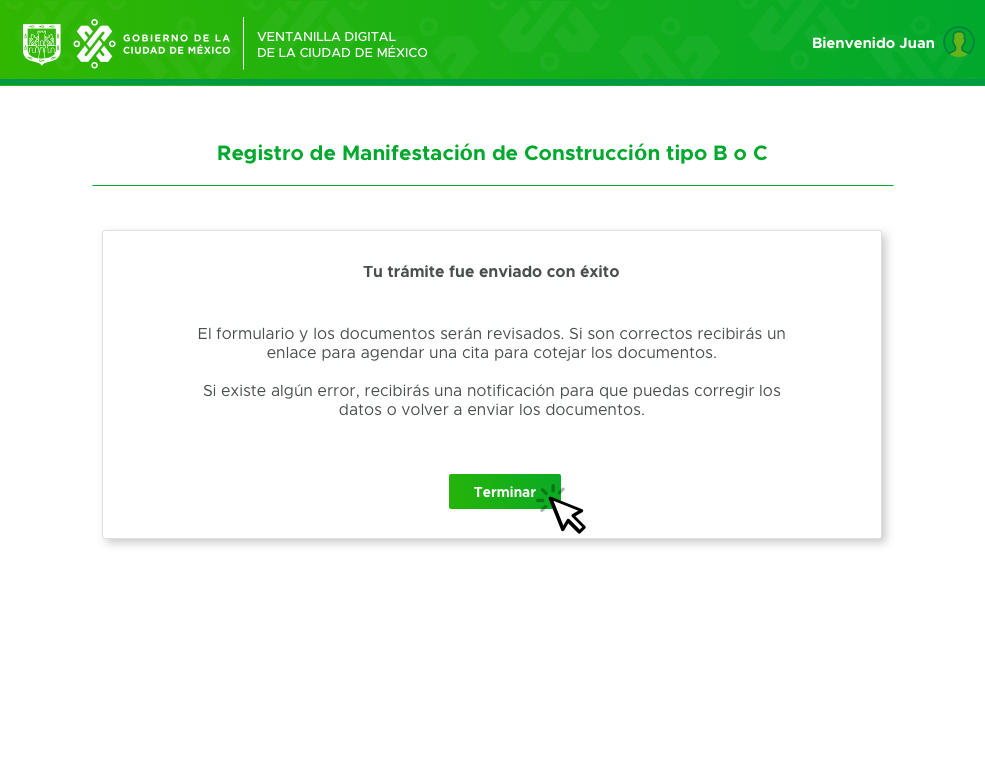 GOBIERNO DE LA
CIUDAD DE MÉXICO
VENTANILLA DIGITAL
DE LA CIUDAD DE MÉXICO
Bienvenido Juan
Registro de Manifestación de Construcción tipo B o C
Tu trámite fue enviado con éxito
El formulario y los documentos serán revisados. Si son correctos recibirás un
enlace para agendar una cita para cotejar los documentos.
Si existe algún error, recibirás una notificación para que puedas corregir los
datos o volver a enviar los documentos.
Terminar